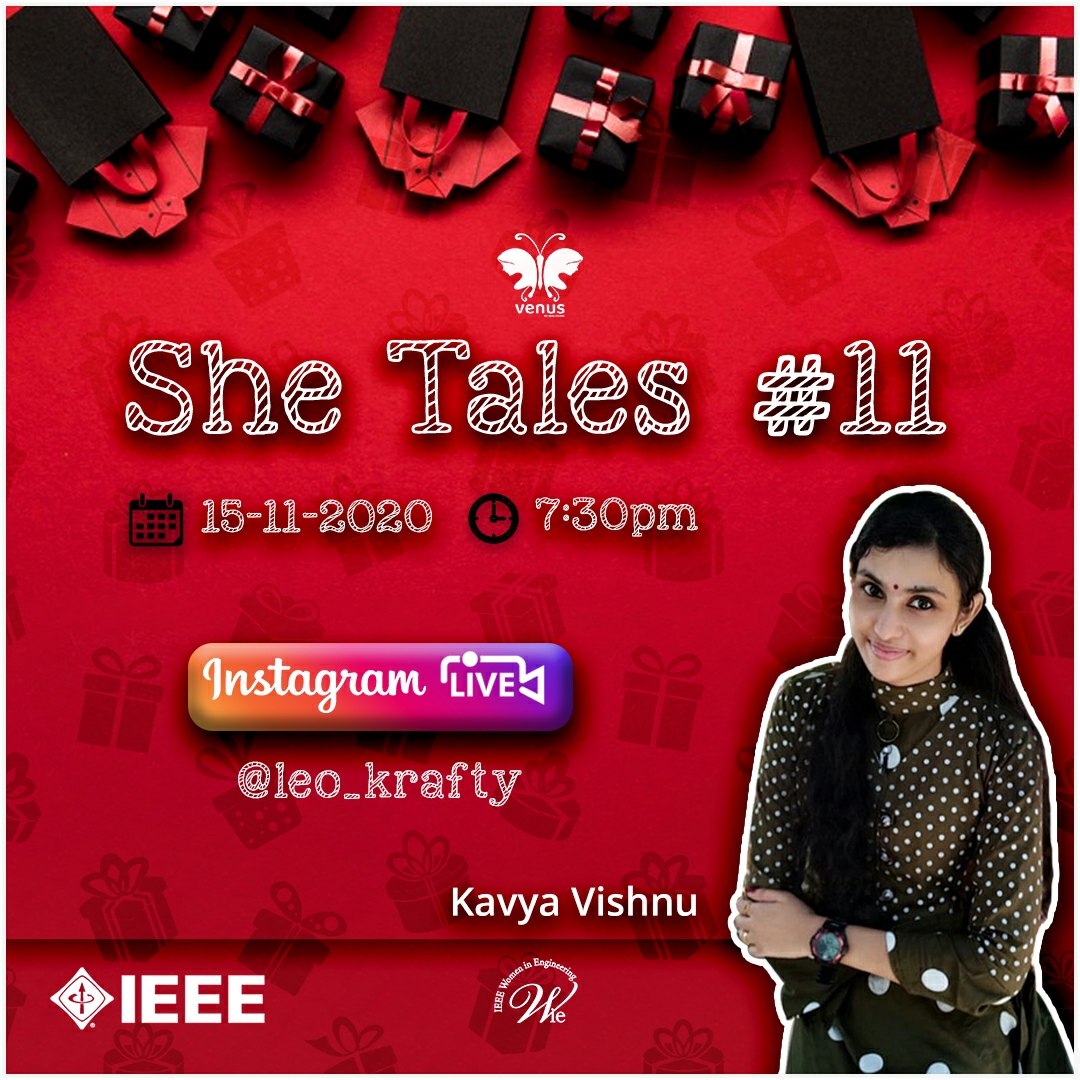 venus
She Tales #11
15-11-2020 7:30pm
Instagram LIVE
@leo_krafty
Kavya Vishnu
IEEE
IEEE Women in Engineering
WIE